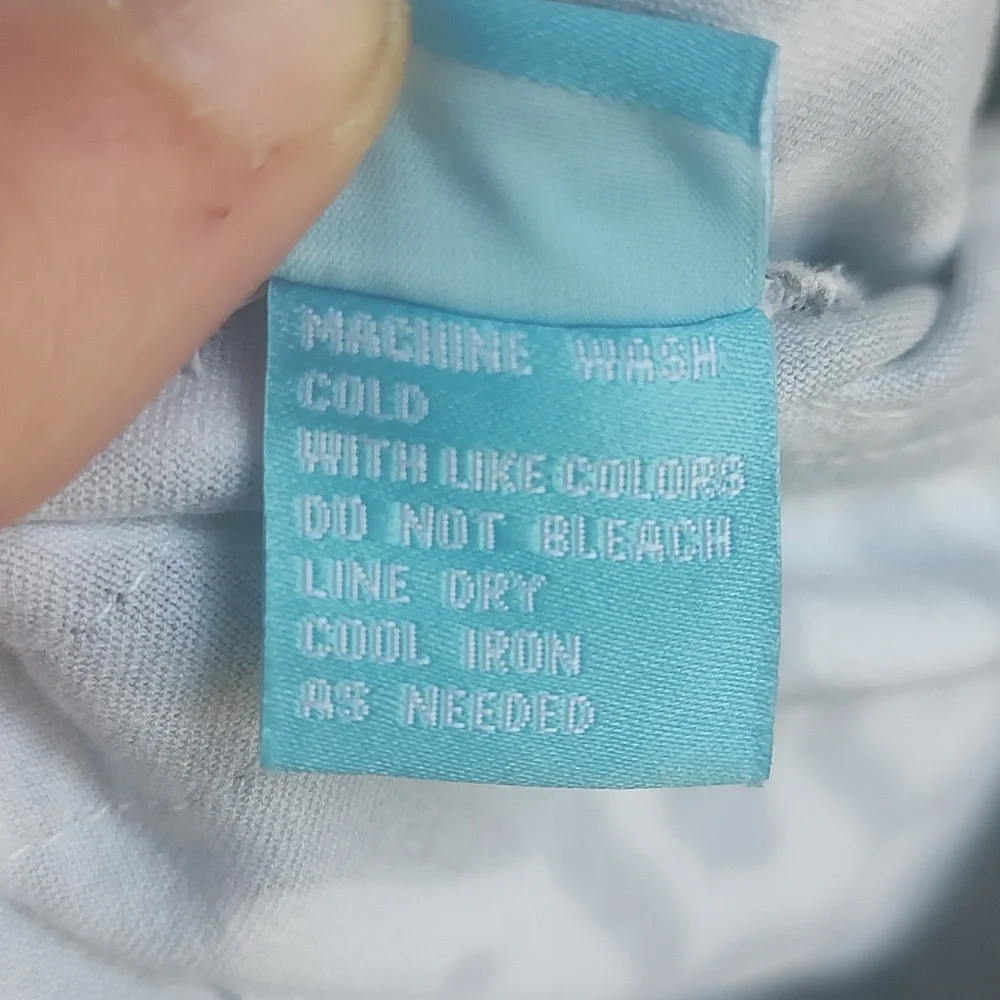 MACHINE WASH
COLD
WITH LIKE COLORS
DO NOT BLEACH
LINE DRY
COOL IRON
AS NEEDED